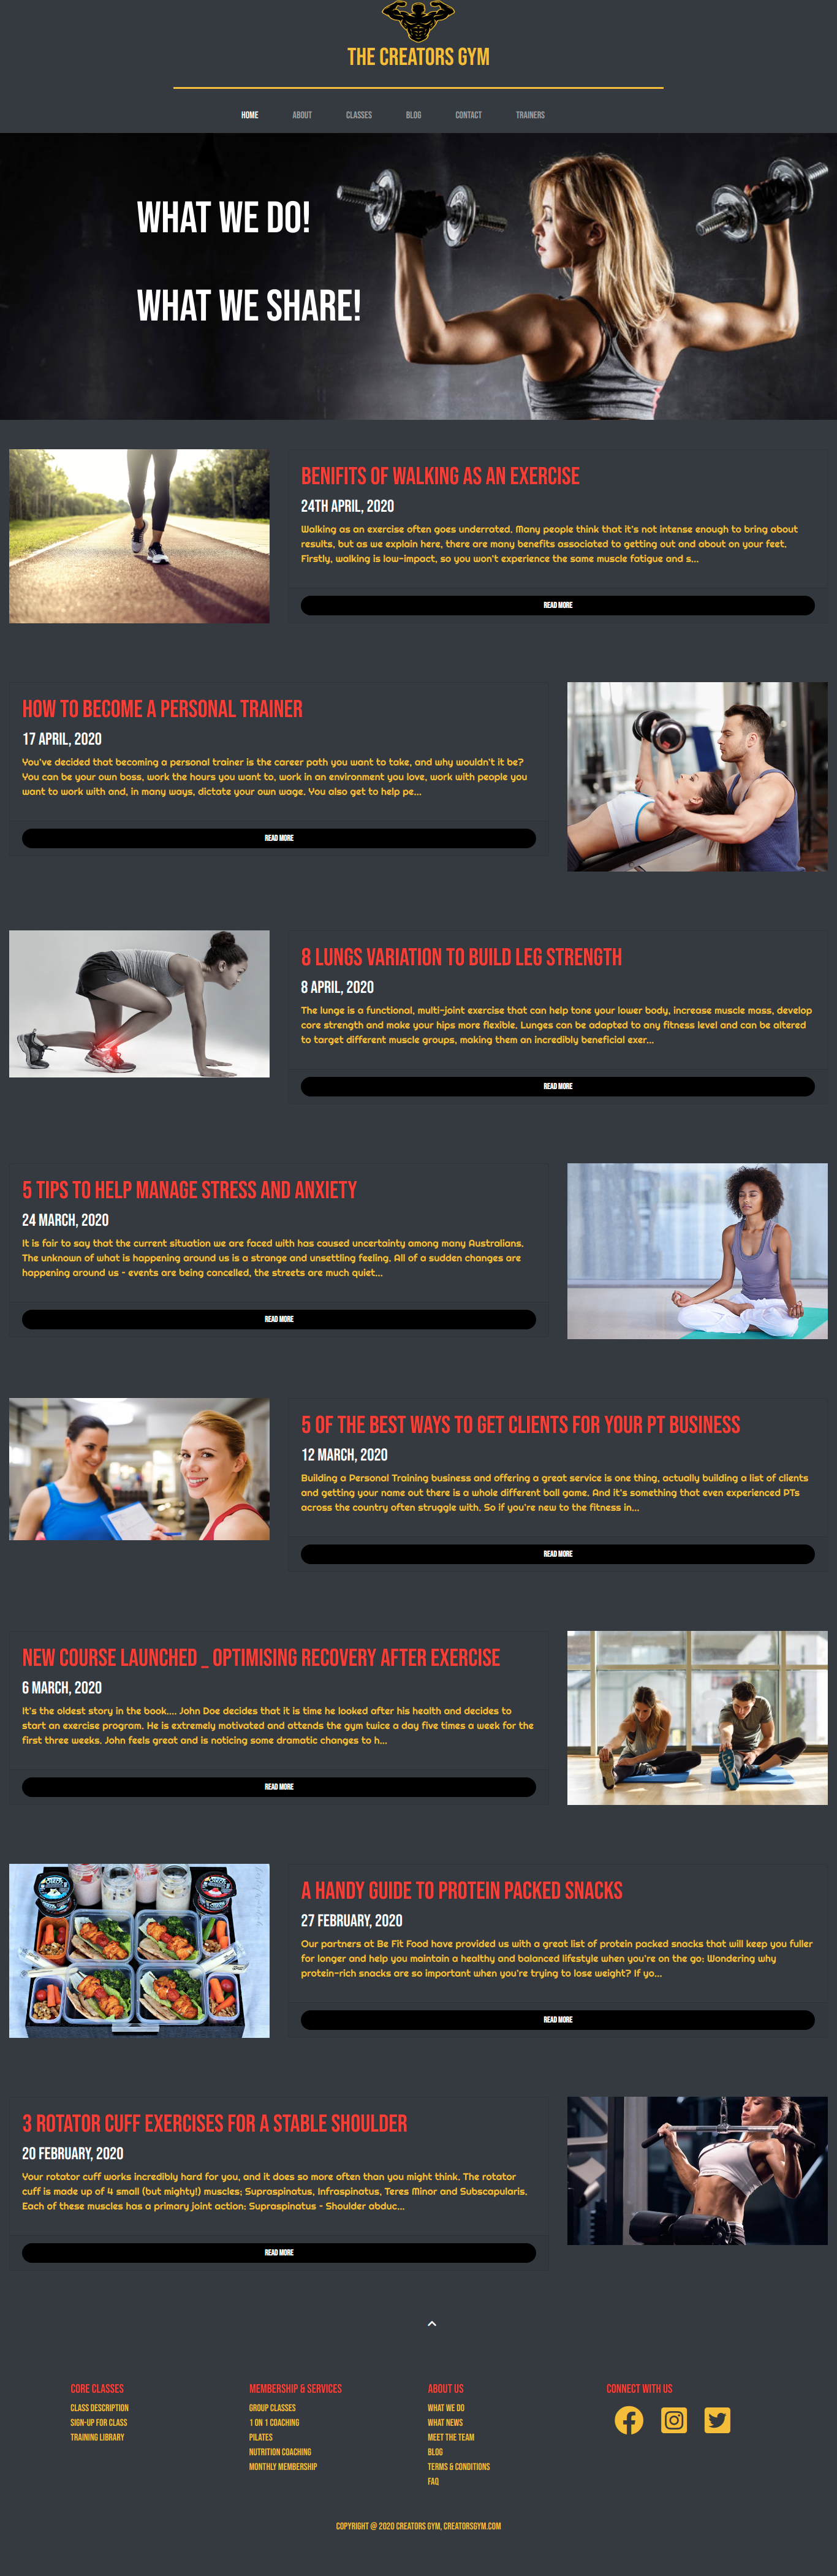 THE CREATORS GYM
HOME ABOUT CLASSES BLOG CONTACT TRAINERS
WHAT WE DO!
WHAT WE SHARE!
BENIFITS OF WALKING AS AN EXERCISE
24TH APRIL, 2020
Walking as an exercise often goes underrated. Many people think that it's not intense enough to bring about
results, but as we explain here, there are many benefits associated to getting out and about on your feet.
Firstly, walking is low-impact, so you won't experience the same muscle fatigue and s...
READ MORE
HOW TO BECOME A PERSONAL TRAINER
17 APRIL, 2020
You've decided that becoming a personal trainer is the career path you want to take, and why wouldn't it be?
You can be your own boss, work the hours you want to, work in an environment you love, work with people you
want to work with and, in many ways, dictate your own wage. You also get to help pe...
READ MORE
8 LUNGS VARIATION TO BUILD LEG STRENGTH
8 APRIL, 2020
The lunge is a functional, multi-joint exercise that can help tone your lower body, increase muscle mass, develop
core strength and make your hips more flexible. Lunges can be adapted to any fitness level and can be altered
to target different muscle groups, making them an incredibly beneficial exer...
READ MORE
5 TIPS TO HELP MANAGE STRESS AND ANXIETY
24 MARCH, 2020
It is fair to say that the current situation we are faced with has caused uncertainty among many Australians.
The unknown of what is happening around us is a strange and unsettling feeling. All of a sudden changes are
happening around us - events are being cancelled, the streets are much quiet...
READ MORE
5 OF THE BEST WAYS TO GET CLIENTS FOR YOUR PT BUSINESS
12 MARCH, 2020
Building a Personal Training business and offering a great service is one thing, actually building a list of clients
and getting your name out there is a whole different ball game. And it's something that even experienced PTs
across the country often struggle with. So if you're new to the fitness in...
READ MORE
NEW COURSE LAUNCHED _ OPTIMISING RECOVERY AFTER EXERCISE
6 MARCH, 2020
It's the oldest story in the book.... John Doe decides that it is time he looked after his health and decides to
start an exercise program. He is extremely motivated and attends the gym twice a day five times a week for the
first three weeks. John feels great and is noticing some dramatic changes to h...
READ MORE
A HANDY GUIDE TO PROTEIN PACKED SNACKS
27 FEBRUARY, 2020
Our partners at Be Fit Food have provided us with a great list of protein packed snacks that will keep you fuller
for longer and help you maintain a healthy and balanced lifestyle when you're on the go: Wondering why
protein-rich snacks are so important when you're trying to lose weight? If yo...
READ MORE
3 ROTATOR CUFF EXERCISES FOR A STABLE SHOULDER
20 FEBRUARY, 2020
Your rotator cuff works incredibly hard for you, and it does so more often than you might think. The rotator
cuff is made up of 4 small (but mighty!) muscles; Supraspinatus, Infraspinatus, Teres Minor and Subscapularis.
Each of these muscles has a primary joint action: Supraspinatus - Shoulder abduc...
READ MORE
CORE CLASSES
CLASS DESCRIPTION
SIGN-UP FOR CLASS
TRAINING LIBRARY
MEMBERSHIP & SERVICES
GROUP CLASSES
1 ON 1 COACHING
PILATES
NUTRITION COACHING
MONTHLY MEMBERSHIP
ABOUT US
WHAT WE DO
WHAT NEWS
MEET THE TEAM
BLOG
TERMS & CONDITIONS
FAQ
CONNECT WITH US
COPYRIGHT @ 2020 CREATORS GYM, CREATORSGYM.COM